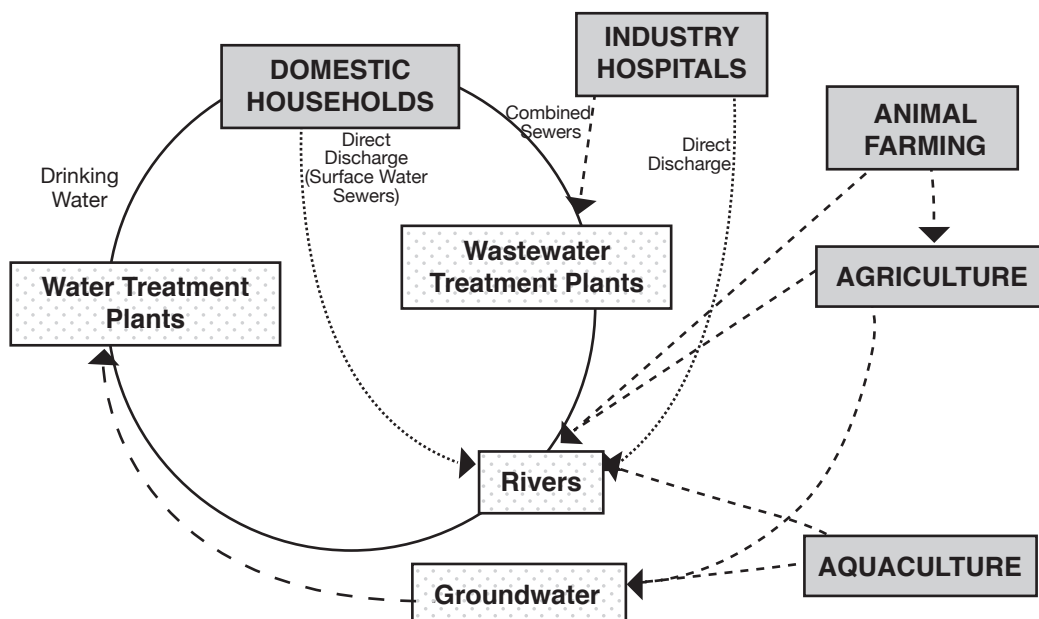 DOMESTIC
HOUSEHOLDS
INDUSTRY
HOSPITALS
ANIMAL
FARMING
Combined
Sewers
Direct
Discharge
(Surface Water
Sewers)
Direct
Discharge
Drinking
Water
Wastewater
Treatment Plants
Water Treatment
Plants
AGRICULTURE
Rivers
AQUACULTURE
Groundwater